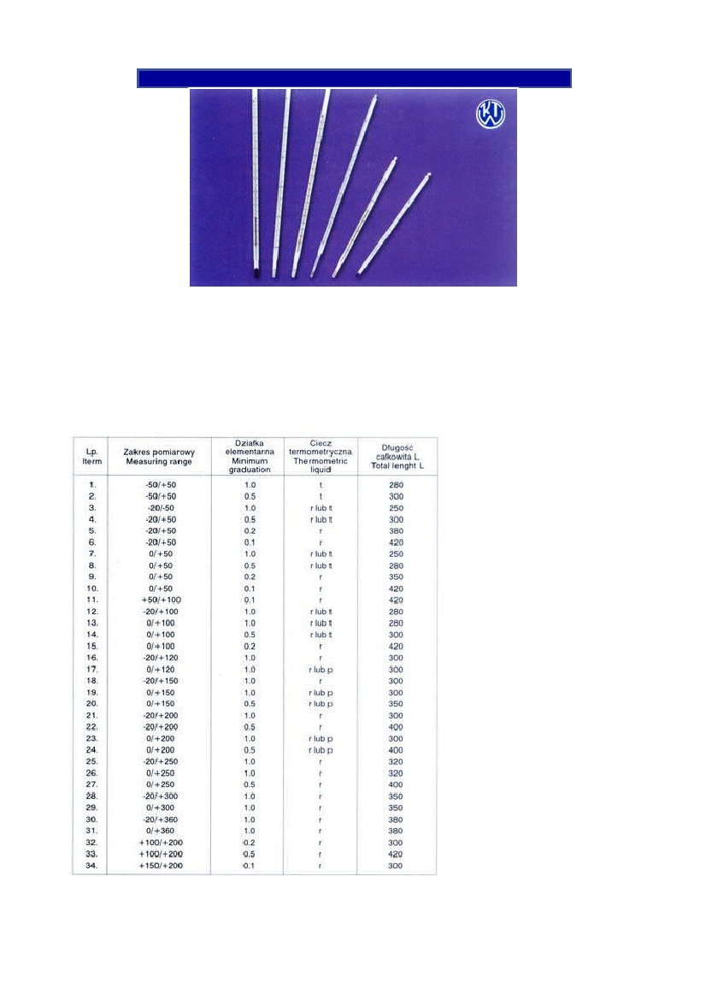 KTW
Lp. Iterm | Zakres pomiarowy Measuring range | Działka elementarna Minimum graduation | Ciecz termometryczna Thermometric liquid | Długość całkowita L Total lenght L
1. -50/+50 1.0 t 280
2. -50/+50 0.5 t 300
3. -20/-50 1.0 r lub t 250
4. -20/+50 0.5 r lub t 300
5. -20/+50 0.2 r 380
6. -20/+50 0.1 r 420
7. 0/+50 1.0 r lub t 250
8. 0/+50 0.5 r lub t 280
9. 0/+50 0.2 r 350
10. 0/+50 0.1 r 420
11. +50/+100 0.1 r 420
12. -20/+100 1.0 r lub t 280
13. 0/+100 1.0 r lub t 280
14. 0/+100 0.5 r lub t 300
15. 0/+100 0.2 r 420
16. -20/+120 1.0 r 300
17. 0/+120 1.0 r lub p 300
18. -20/+150 1.0 r 300
19. 0/+150 1.0 r lub p 300
20. 0/+150 0.5 r lub p 350
21. -20/+200 1.0 r 300
22. -20/+200 0.5 r 400
23. 0/+200 1.0 r lub p 300
24. 0/+200 0.5 r lub p 400
25. -20/+250 1.0 r 320
26. 0/+250 1.0 r 320
27. 0/+250 0.5 r 400
28. -20/+300 1.0 r 350
29. 0/+300 1.0 r 350
30. -20/+360 1.0 r 380
31. 0/+360 1.0 r 380
32. +100/+200 0.2 r 300
33. +100/+200 0.5 r 420
34. +150/+200 0.1 r 300